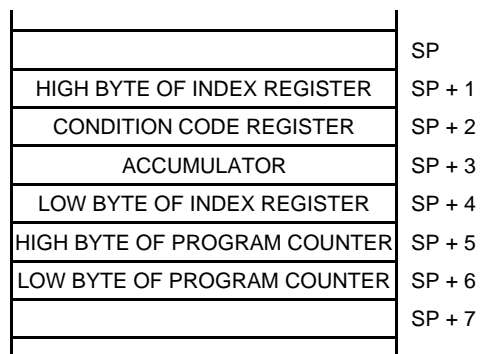 SP
HIGH BYTE OF INDEX REGISTER SP + 1
CONDITION CODE REGISTER SP + 2
ACCUMULATOR SP + 3
LOW BYTE OF INDEX REGISTER SP + 4
HIGH BYTE OF PROGRAM COUNTER SP + 5
LOW BYTE OF PROGRAM COUNTER SP + 6
SP + 7